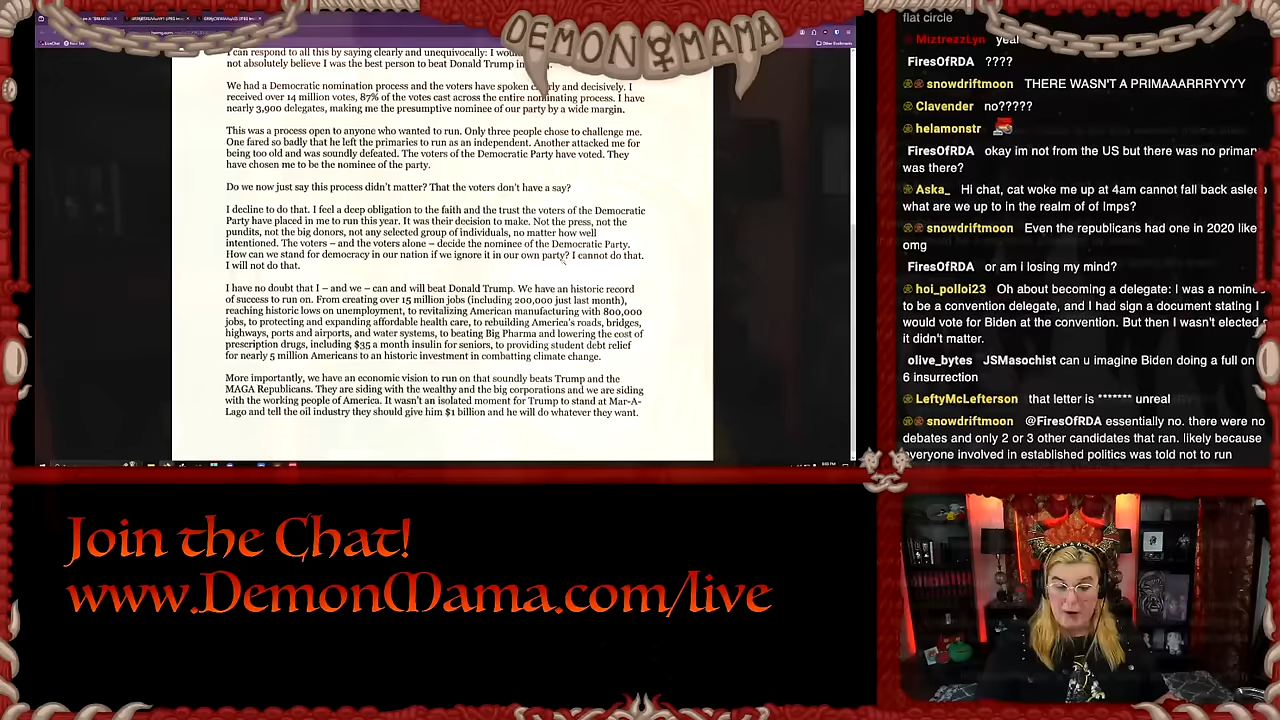 DEMON MAMA
I can respond to all this by saying clearly and unequivocally: I
not absolutely believe I was the best person to beat Donald Trump in
We had a Democratic nomination process and the voters have spoken clearly and decisively. I
received over 14 million votes, 87% of the votes cast across the entire nominating process. I have
nearly 3,900 delegates, making me the presumptive nominee of our party by a wide margin.
This was a process open to anyone who wanted to run. Only three people chose to challenge me.
One fared so badly that he left the primaries to run as an independent. Another attacked me for
being too old and was soundly defeated. The voters of the Democratic Party have voted. They
have chosen me to be the nominee of the party.
Do we now just say this process didn't matter? That the voters don't have a say?
I decline to do that. I feel a deep obligation to the faith and the trust the voters of the Democratic
Party have placed in me to run this year. It was their decision to make. Not the press, not the
pundits, not the big donors, not any selected group of individuals, no matter how well
intentioned. The voters – and the voters alone – decide the nominee of the Democratic Party.
How can we stand for democracy in our nation if we ignore it in our own party? I cannot do that.
I will not do that.
I have no doubt that I – and we – can and will beat Donald Trump. We have an historic record
of success to run on. From creating over 15 million jobs (including 200,000 just last month),
reaching historic lows on unemployment, to revitalizing American manufacturing with 800,000
jobs, to protecting and expanding affordable health care, to rebuilding America's roads, bridges,
highways, ports and airports, and water systems, to beating Big Pharma and lowering the cost of
prescription drugs, including $35 a month insulin for seniors, to providing student debt relief
for nearly 5 million Americans to an historic investment in combatting climate change.
More importantly, we have an economic vision to run on that soundly beats Trump and the
MAGA Republicans. They are siding with the wealthy and the big corporations and we are siding
with the working people of America. It wasn't an isolated moment for Trump to stand at Mar-A-
Lago and tell the oil industry they should give him $1 billion and he will do whatever they want.
flat circle
MiztrezzLyn
FiresOfRDA ????
snowdriftmoon THERE WASN'T A PRIMAAARRRYYYY
Clavender no?????
helamonstr
FiresOfRDA okay im not from the US but there was no primary
was there?
Aska_ Hi chat, cat woke me up at 4am cannot fall back asleep
what are we up to in the realm of of Imps?
snowdriftmoon Even the republicans had one in 2020 like
omg
FiresOfRDA or am i losing my mind?
hoi_polloi23 Oh about becoming a delegate: I was a nominee
to be a convention delegate, and I had sign a document stating I
would vote for Biden at the convention. But then I wasn't elected
it didn't matter.
olive_bytes JSMasochist can u imagine Biden doing a full on
6 insurrection
LeftyMcLefterson that letter is ******* unreal
snowdriftmoon @FiresOfRDA essentially no. there were no
debates and only 2 or 3 other candidates that ran. likely because
everyone involved in established politics was told not to run
Join the Chat!
www.DemonMama.com/live